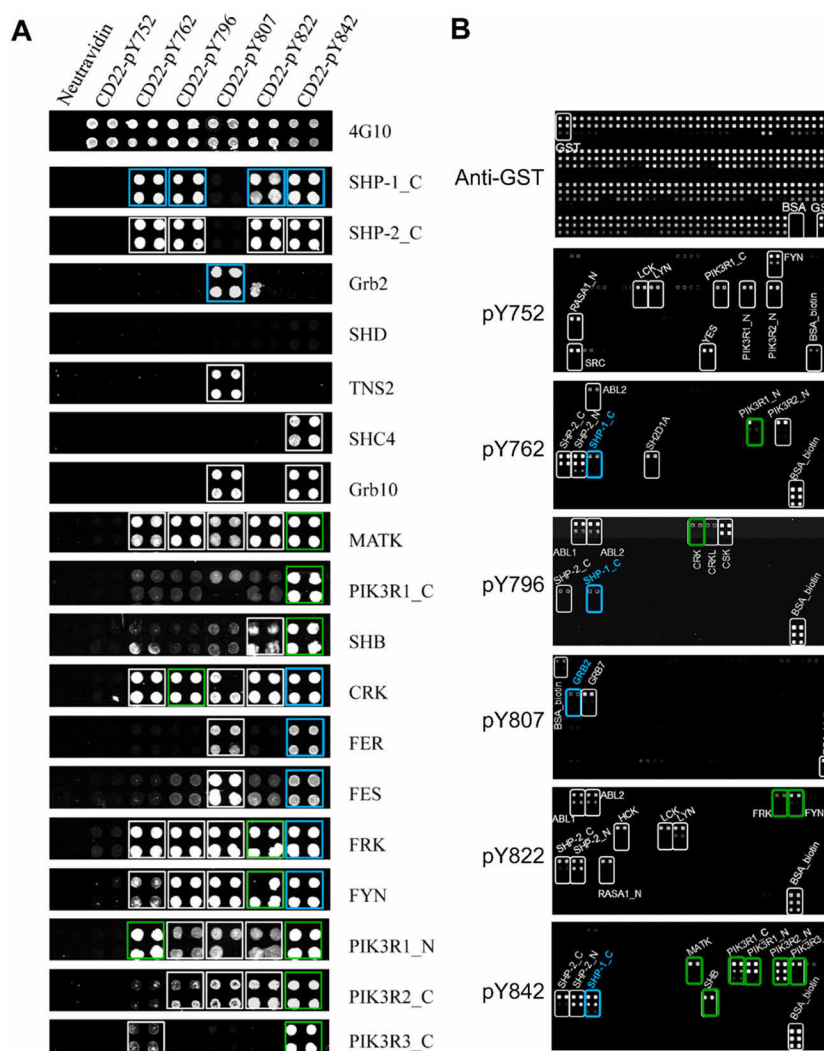 A
Neutravidin
CD22-pY752
CD22-pY762
CD22-pY796
CD22-pY807
CD22-pY822
CD22-pY842
4G10
SHP-1_C
SHP-2_C
Grb2
SHD
TNS2
SHC4
Grb10
MATK
PIK3R1_C
SHB
CRK
FER
FES
FRK
FYN
PIK3R1_N
PIK3R2_C
PIK3R3_C
B
Anti-GST
GST
BSA
pY752
RASA1_N
SRC
LCK
LYN
YES
PIK3R1_C
PIK3R1_N
PIK3R2_N
FYN
BSA_biotin
pY762
ABL2
SHP-2_C
SHP-2_N
SHP-1_C
SH2D1A
PIK3R1_N
PIK3R2_N
BSA_biotin
pY796
ABL1
ABL2
CRK
CRKL
CSK
SHP-2_C
SHP-1_C
BSA_biotin
pY807
BSA_biotin
GRB2
GRB7
pY822
ABL1
ABL2
SHP-2_C
SHP-2_N
RASA1_N
HCK
LCK
LYN
FRK
FYN
BSA_biotin
pY842
SHP-2_C
SHP-2_N
SHP-1_C
MATK
SHB
PIK3R1_C
PIK3R1_N
PIK3R2_N
PIK3R3_
BSA_biotin